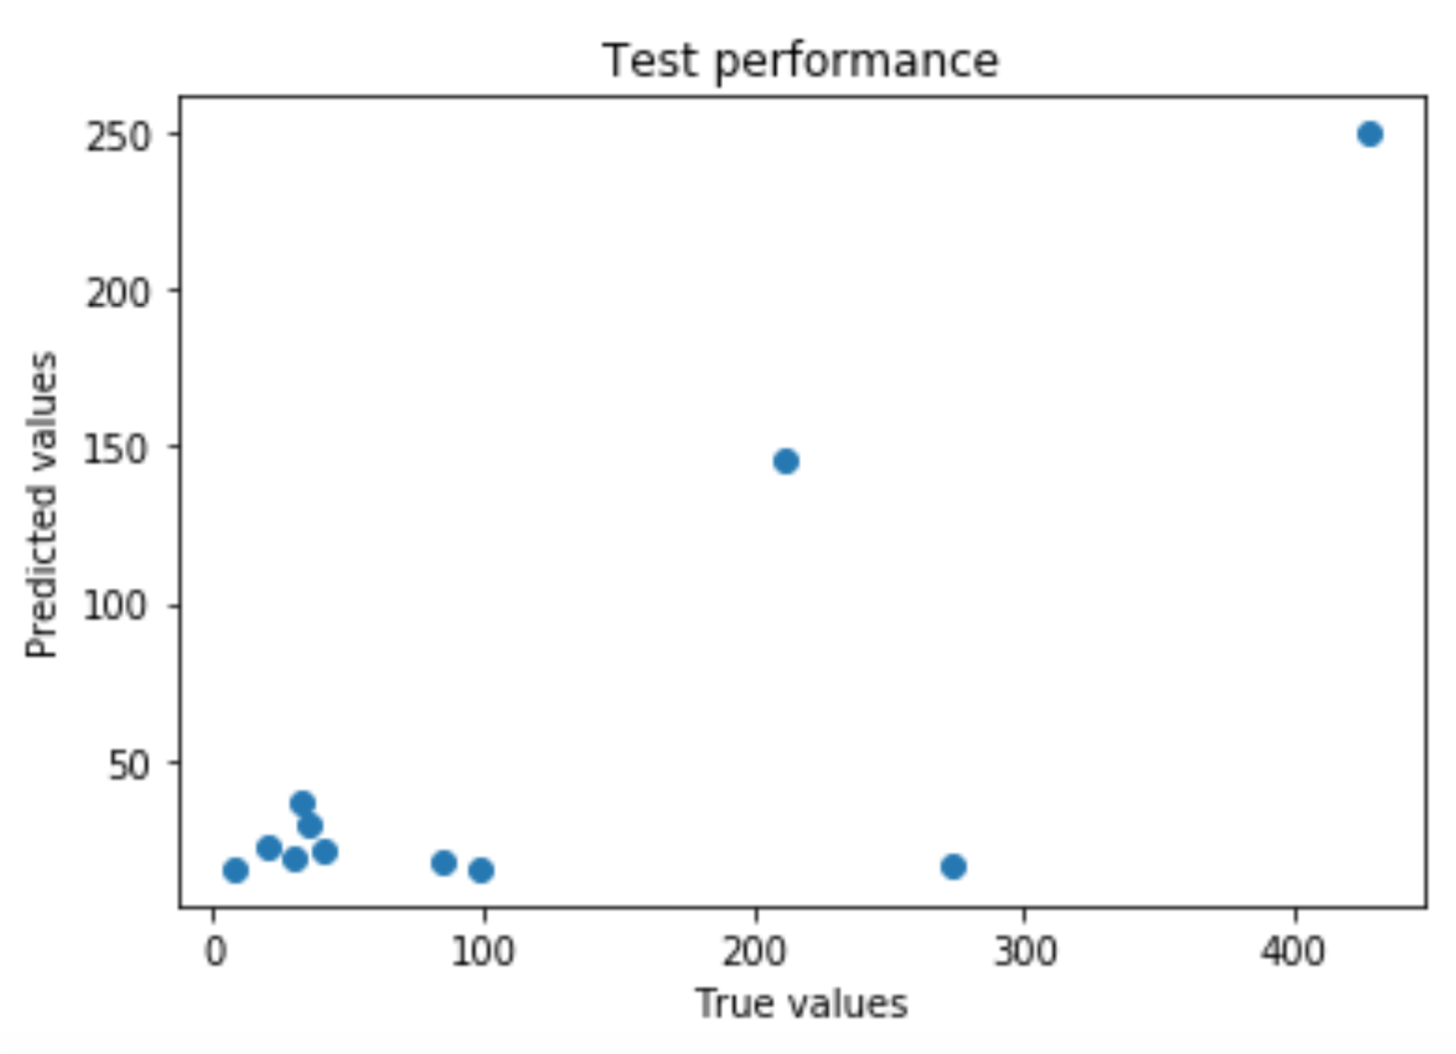 Test performance
250
200
150
100
50
Predicted values
0 100 200 300 400
True values